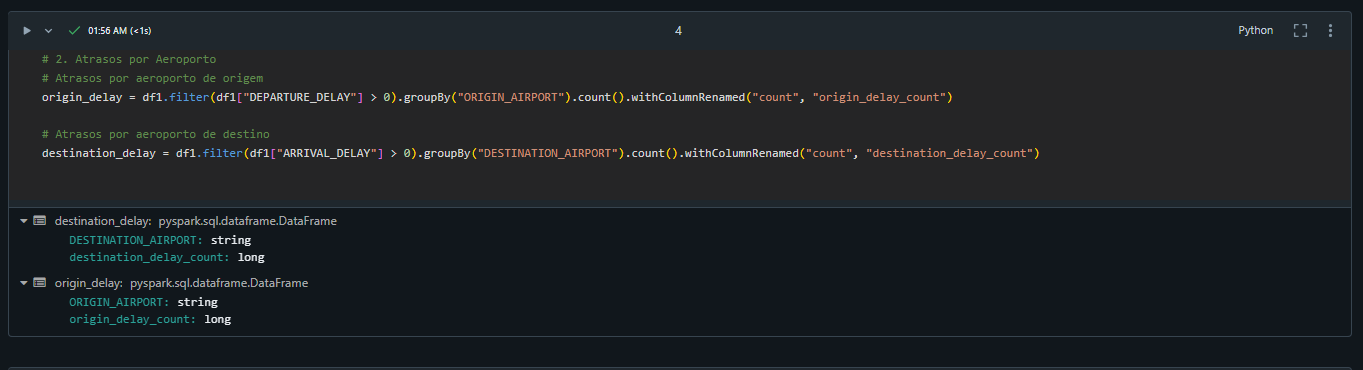 01:56 AM (<1s)
4
Python
# 2. Atrasos por Aeroporto
# Atrasos por aeroporto de origem
origin_delay = df1.filter(df1["DEPARTURE_DELAY"] > 0).groupBy("ORIGIN_AIRPORT").count().withColumnRenamed("count", "origin_delay_count")
# Atrasos por aeroporto de destino
destination_delay = df1.filter(df1["ARRIVAL_DELAY"] > 0).groupBy("DESTINATION_AIRPORT").count().withColumnRenamed("count", "destination_delay_count")
destination_delay: pyspark.sql.dataframe.DataFrame
DESTINATION_AIRPORT: string
destination_delay_count: long
origin_delay: pyspark.sql.dataframe.DataFrame
ORIGIN_AIRPORT: string
origin_delay_count: long